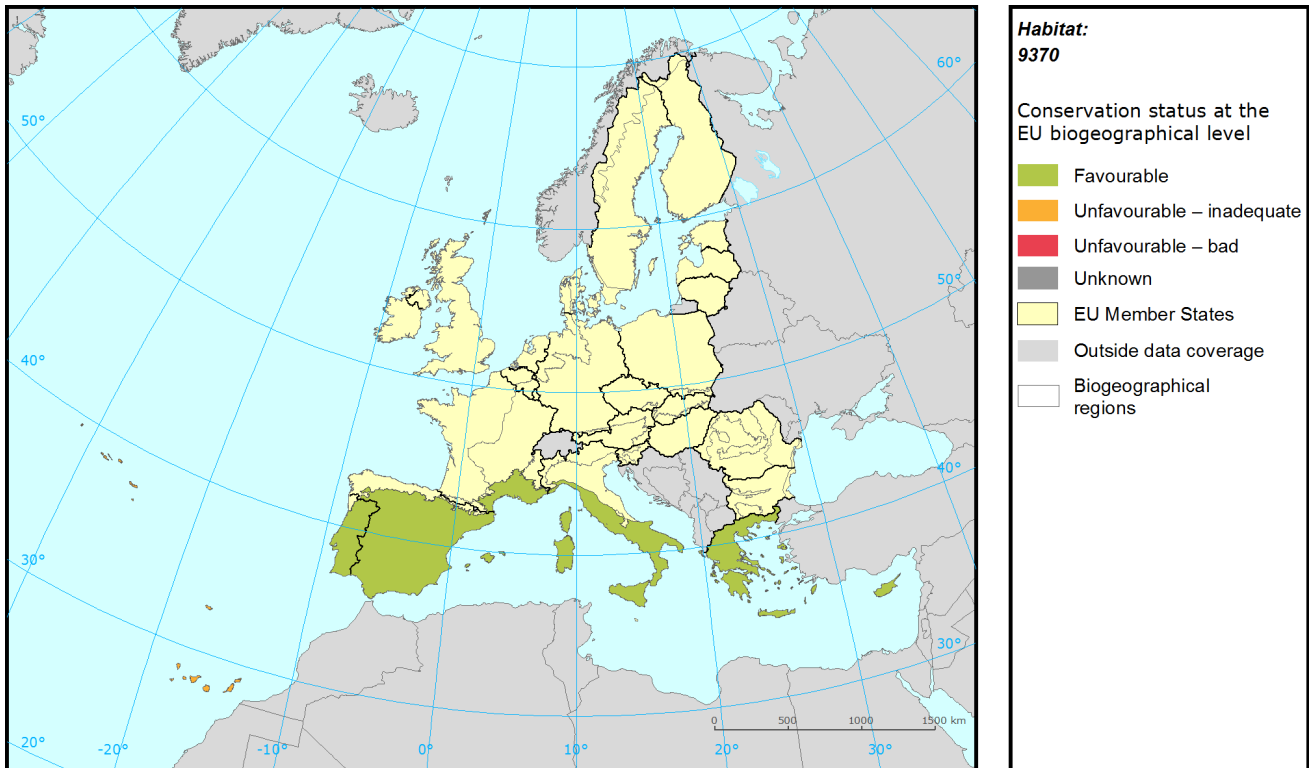 Habitat:
9370
Conservation status at the
EU biogeographical level
Favourable
Unfavourable – inadequate
Unfavourable – bad
Unknown
EU Member States
Outside data coverage
Biogeographical
regions
60°
50°
50°
40°
40°
30°
30°
0 500 1000 1500 km
20° -20° -10° 0° 10° 20° 30°